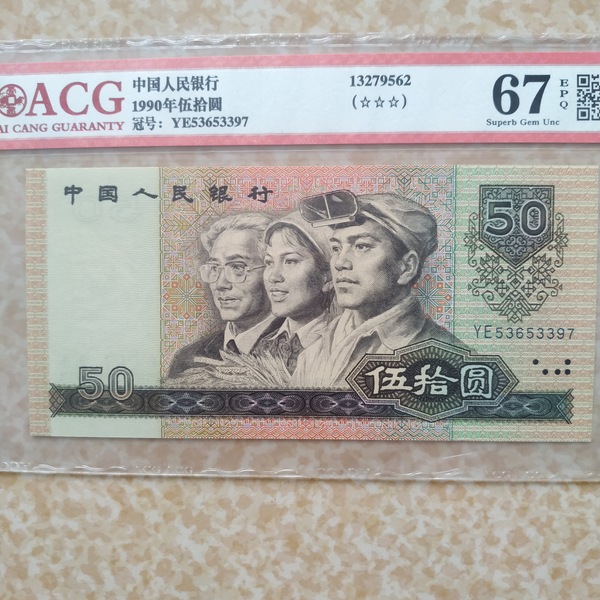 ACG
AI CANG GUARANTY
中国人民银行
1990年伍拾圆
冠号: YE53653397
13279562
(☆☆☆)
67 EPQ
Superb Gem Unc
中国人民银行
50
YE53653397
50
伍拾圆